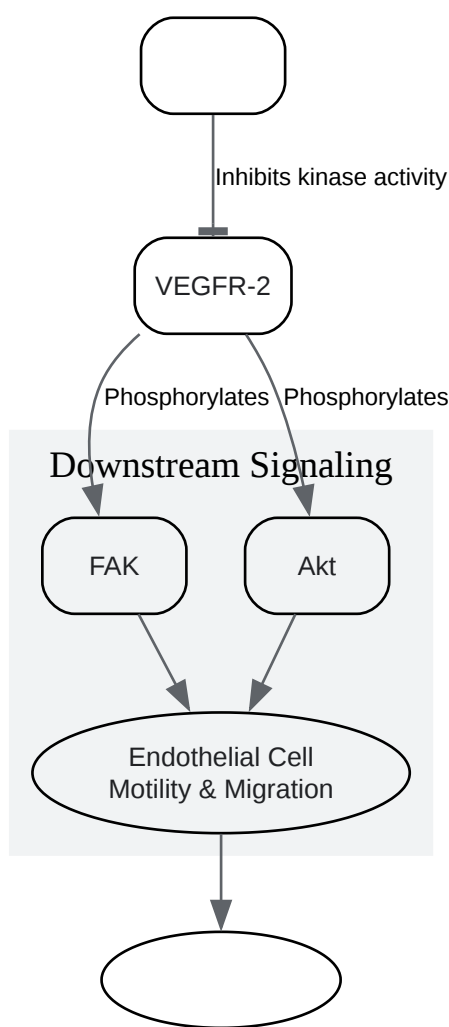 Inhibits kinase activity
VEGFR-2
Phosphorylates
Phosphorylates
Downstream Signaling
FAK
Akt
Endothelial Cell
Motility & Migration